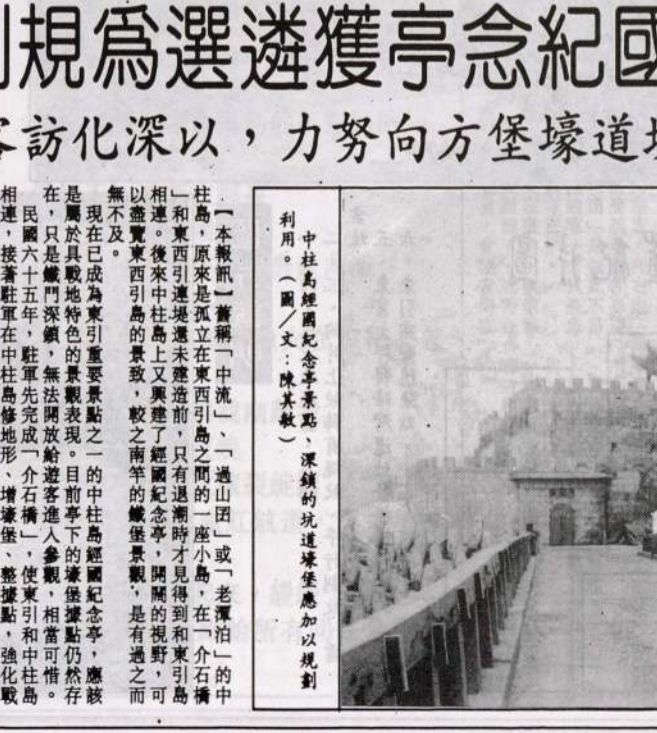 國紀念亭獲遴選為規
道壕堡方向努力，以深化訪
中柱島經國紀念亭景點、深鎖的坑道壕堡應加以規劃
利用。（圖／文：陳其敏）
【本報訊】舊稱「中流」、「過山囝」或「老潭泊」的中
柱島，原來是孤立在東西引島之間的一座小島，在「介石橋
」和東西引連堤還未建造前，只有退潮時才見得到和東引島
相連。後來中柱島上又興建了經國紀念亭，開闊的視野，可
以盡覽東西引島的景致，較之南竿的鐵堡景觀，是有過之而
無不及。
現在已成為東引重要景點之一的中柱島經國紀念亭，應該
是屬於具戰地特色的景觀表現。目前亭下的壕堡據點仍然存
在，只是鐵門深鎖，無法開放給遊客進入參觀，相當可惜。
民國六十五年，駐軍先完成「介石橋」，使東引和中柱島
相連，接著駐軍在中柱島修地形、增壕堡、整據點，強化戰